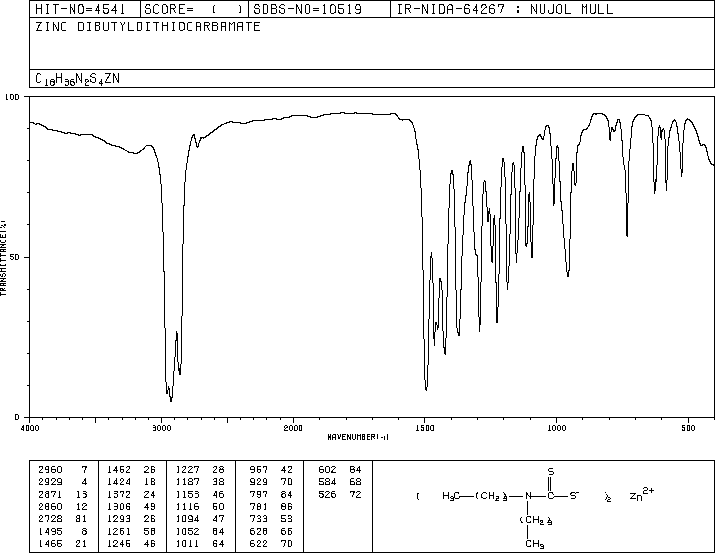 HIT-NO=4541 SCORE= ( ) SDBS-NO=10519 IR-NIDA-64267 : NUJOL MULL
ZINC DIBUTYLDITHIOCARBAMATE
C18H36N2S4ZN
100
50
0
TRANSMITTANCE(%)
4000 3000 2000 1500 1000 500
WAVENUMBER(-1)
2960 7 1462 26 1227 28 967 42 602 84
2929 4 1424 18 1187 38 929 70 584 68
2871 13 1372 24 1153 46 797 84 526 72
2860 12 1306 49 1116 60 781 86
2728 81 1293 26 1094 47 733 53
1495 8 1261 58 1052 84 628 66
1466 21 1246 46 1011 64 622 70
S
( H3C—(CH2)3—N—C—S- )2 Zn2+
(CH2)3
CH3